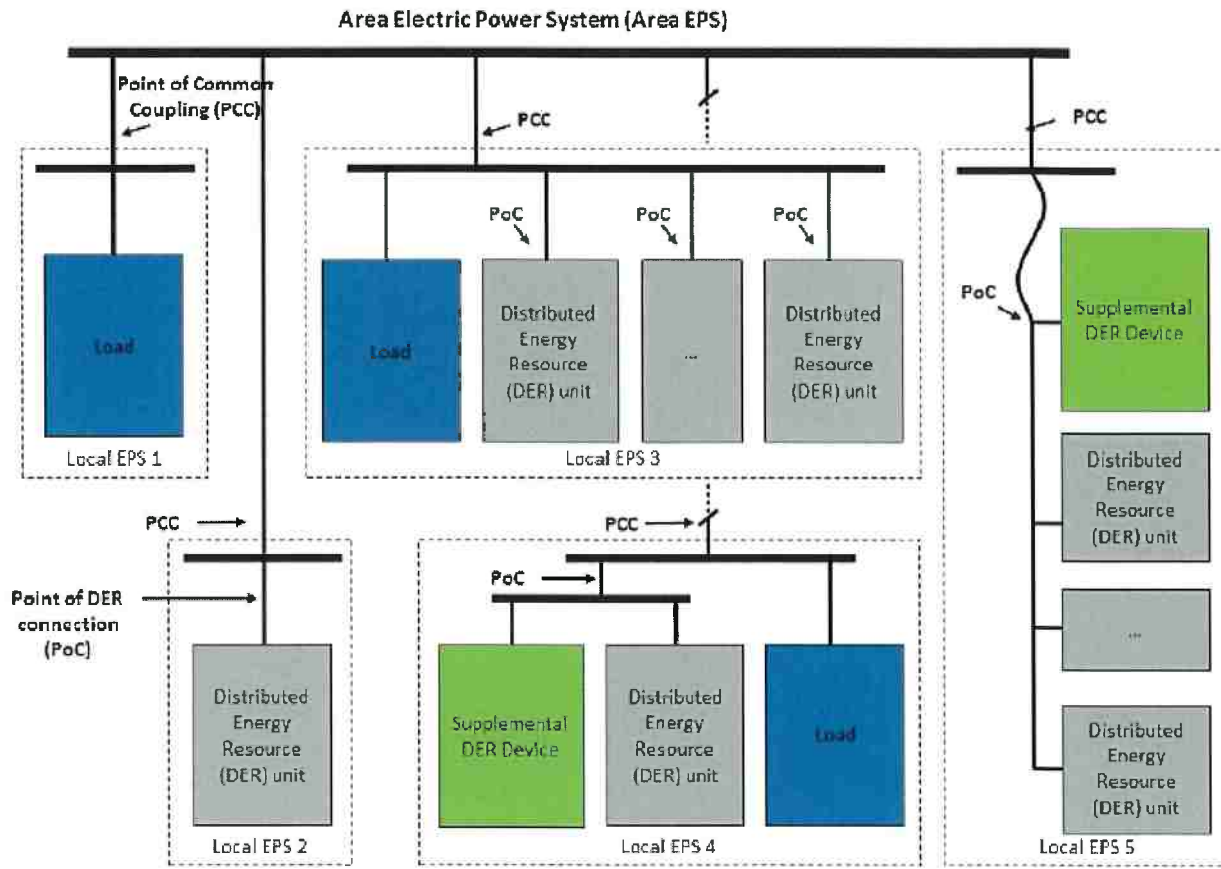 Area Electric Power System (Area EPS)
Point of Common
Coupling (PCC)
PCC
PCC
PoC
PoC
PoC
Load
Load
Distributed
Energy
Resource
(DER) unit
...
Distributed
Energy
Resource
(DER) unit
PoC
Supplemental
DER Device
Local EPS 1
Local EPS 3
Distributed
Energy
Resource
(DER) unit
...
Distributed
Energy
Resource
(DER) unit
Local EPS 5
PCC
PCC
Point of DER
connection
(PoC)
PoC
Distributed
Energy
Resource
(DER) unit
Local EPS 2
Supplemental
DER Device
Distributed
Energy
Resource
(DER) unit
Load
Local EPS 4